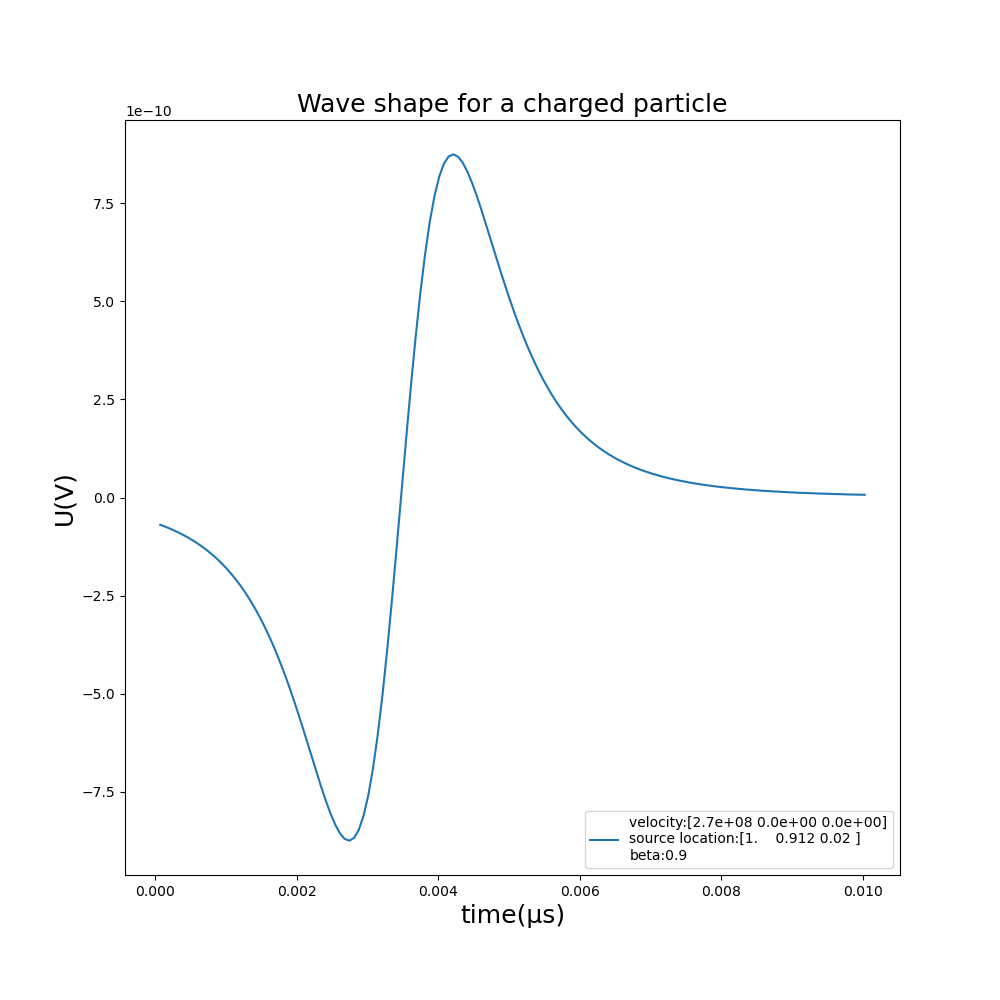 Wave shape for a charged particle
1e−10
7.5
5.0
2.5
0.0
−2.5
−5.0
−7.5
U(V)
velocity:[2.7e+08 0.0e+00 0.0e+00]
source location:[1.    0.912 0.02 ]
beta:0.9
0.000 0.002 0.004 0.006 0.008 0.010
time(μs)